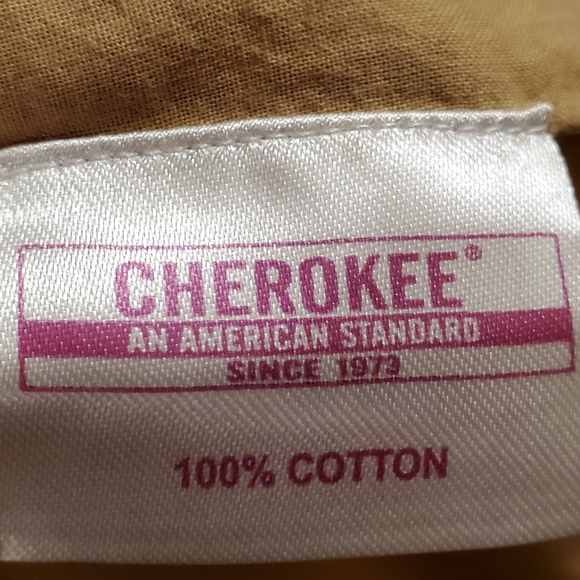 CHEROKEE®
AN AMERICAN STANDARD
SINCE 1973
100% COTTON